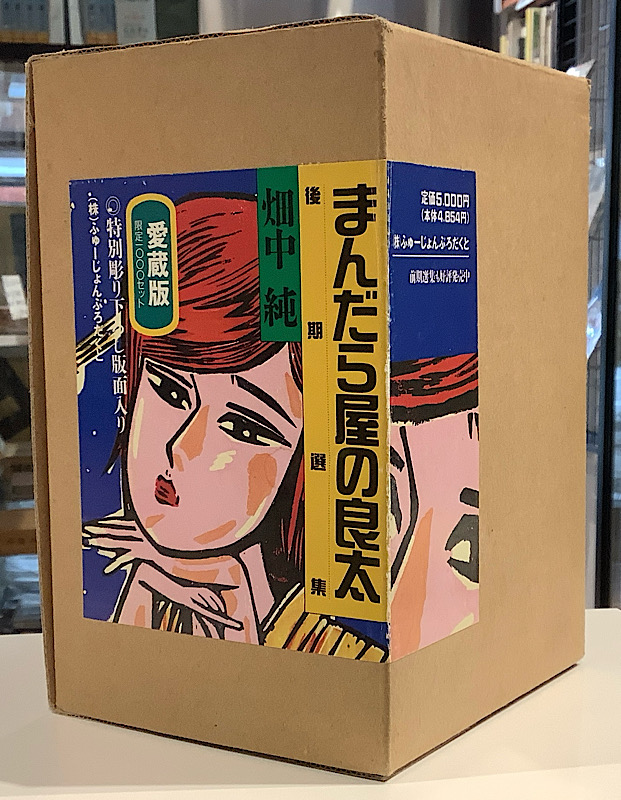 まんだら屋の良太
後期選集
畑中 純
愛蔵版
限定一〇〇〇セット
◎特別彫り下ろし版画入り
・(株)ふゅーじょんぷろだくと
定価5,000円
(本体4,854円)
㈱ふゅーじょんぷろだくと
前期選集も好評発売中